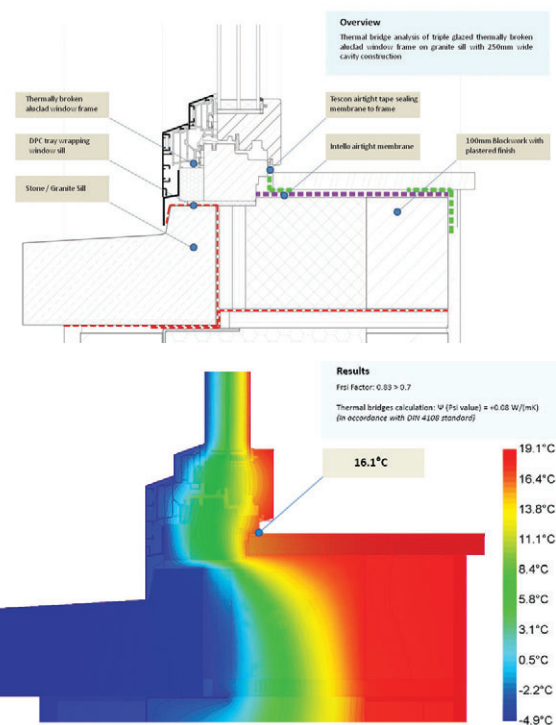 Overview
Thermal bridge analysis of triple glazed thermally broken
aluclad window frame on granite sill with 250mm wide
cavity construction
Thermally broken
aluclad window frame
DPC tray wrapping
window sill
Stone / Granite Sill
Tescon airtight tape sealing
membrane to frame
Intello airtight membrane
100mm Blockwork with
plastered finish
Results
Frsi Factor: 0.83 > 0.7
Thermal bridges calculation: Ψ (Psi value) = +0.08 W/(mK)
(in accordance with DIN 4108 standard)
16.1°C
19.1°C
16.4°C
13.8°C
11.1°C
8.4°C
5.8°C
3.1°C
0.5°C
-2.2°C
-4.9°C